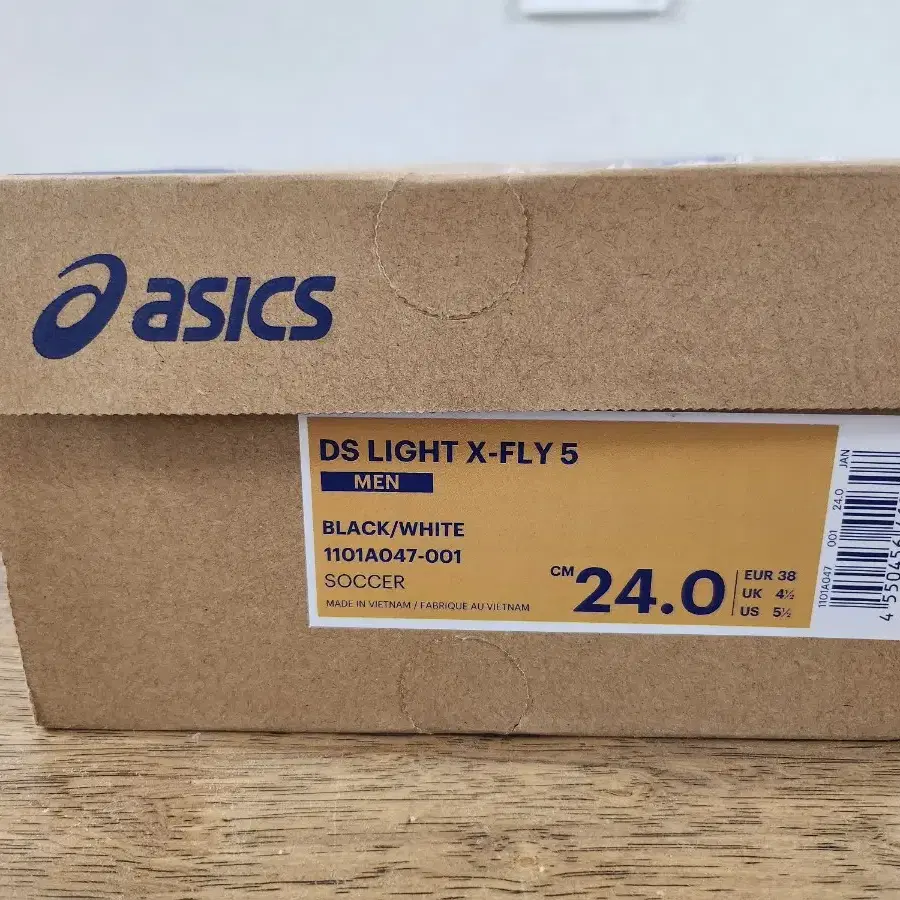 asics
DS LIGHT X-FLY 5
MEN
BLACK/WHITE
1101A047-001
SOCCER
MADE IN VIETNAM / FABRIQUE AU VIETNAM
CM 24.0
EUR 38
UK 4½
US 5½
1101A047 001 24.0 JAN